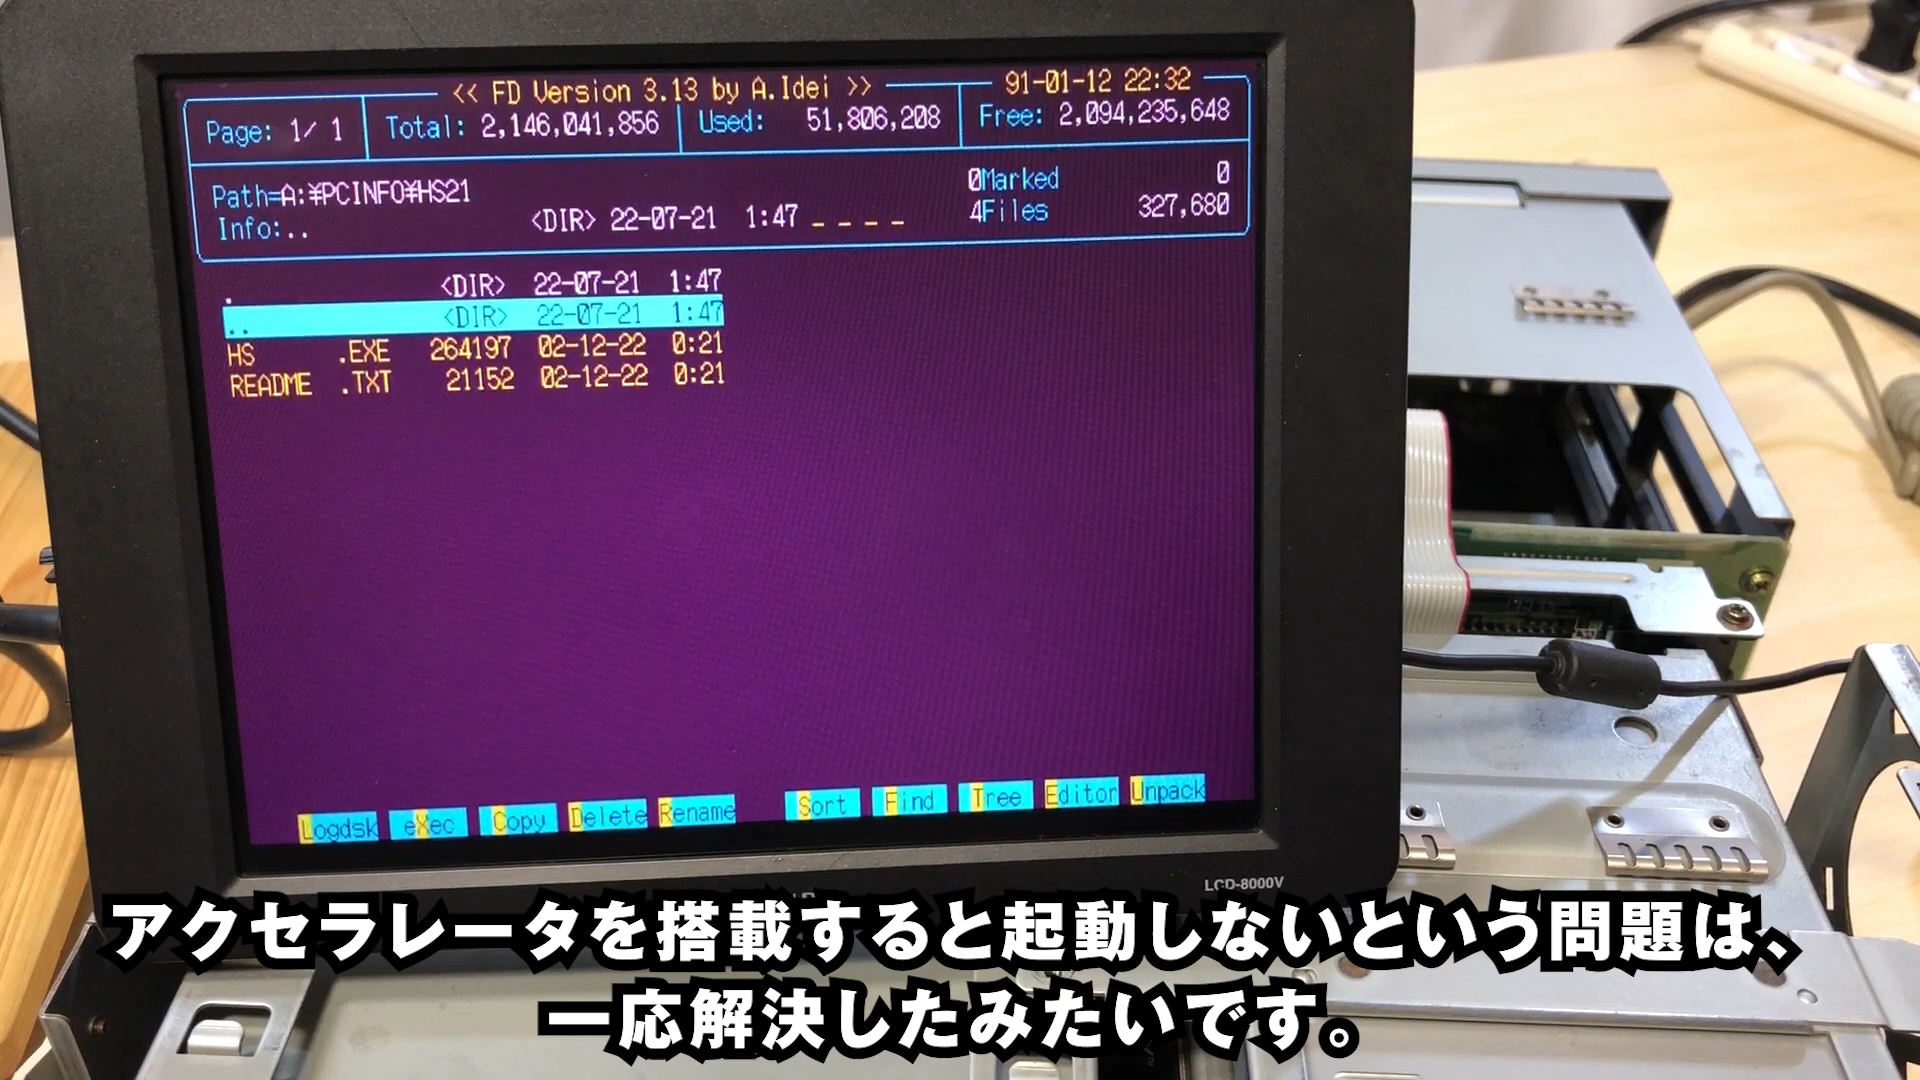 << FD Version 3.13 by A.Idei >> 91-01-12 22:32
Page: 1/ 1 Total: 2,146,041,856 Used: 51,806,208 Free: 2,094,235,648
Path=A:¥PCINFO¥HS21 0Marked 0
Info:.. <DIR> 22-07-21 1:47 _ _ _ _ 4Files 327,680
. <DIR> 22-07-21 1:47
.. <DIR> 22-07-21 1:47
HS .EXE 264197 02-12-22 0:21
README .TXT 21152 02-12-22 0:21
Logdsk eXec Copy Delete Rename Sort Find Tree Editor Unpack
LCD-8000V
アクセラレータを搭載すると起動しないという問題は、
一応解決したみたいです。